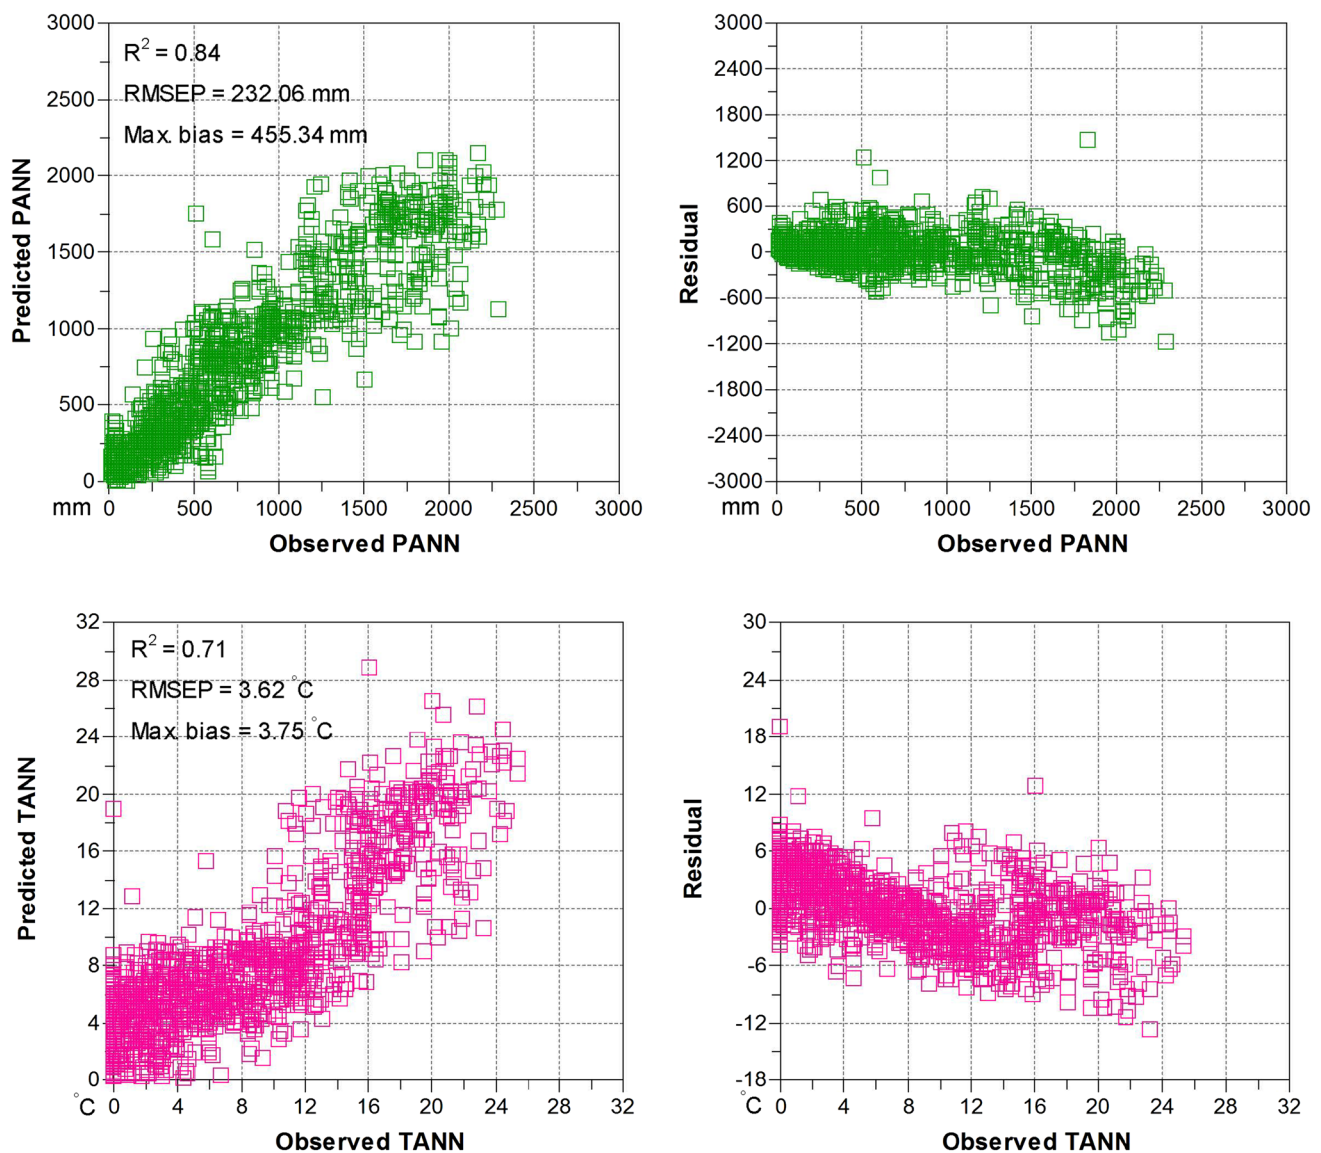 3000
2500
2000
1500
1000
500
0
R² = 0.84
RMSEP = 232.06 mm
Max. bias = 455.34 mm
Predicted PANN
mm 0 500 1000 1500 2000 2500 3000
Observed PANN
3000
2400
1800
1200
600
0
-600
-1200
-1800
-2400
-3000
Residual
mm 0 500 1000 1500 2000 2500 3000
Observed PANN
32
28
24
20
16
12
8
4
0
R² = 0.71
RMSEP = 3.62 °C
Max. bias = 3.75 °C
Predicted TANN
°C 0 4 8 12 16 20 24 28 32
Observed TANN
30
24
18
12
6
0
-6
-12
-18
Residual
°C 0 4 8 12 16 20 24 28 32
Observed TANN